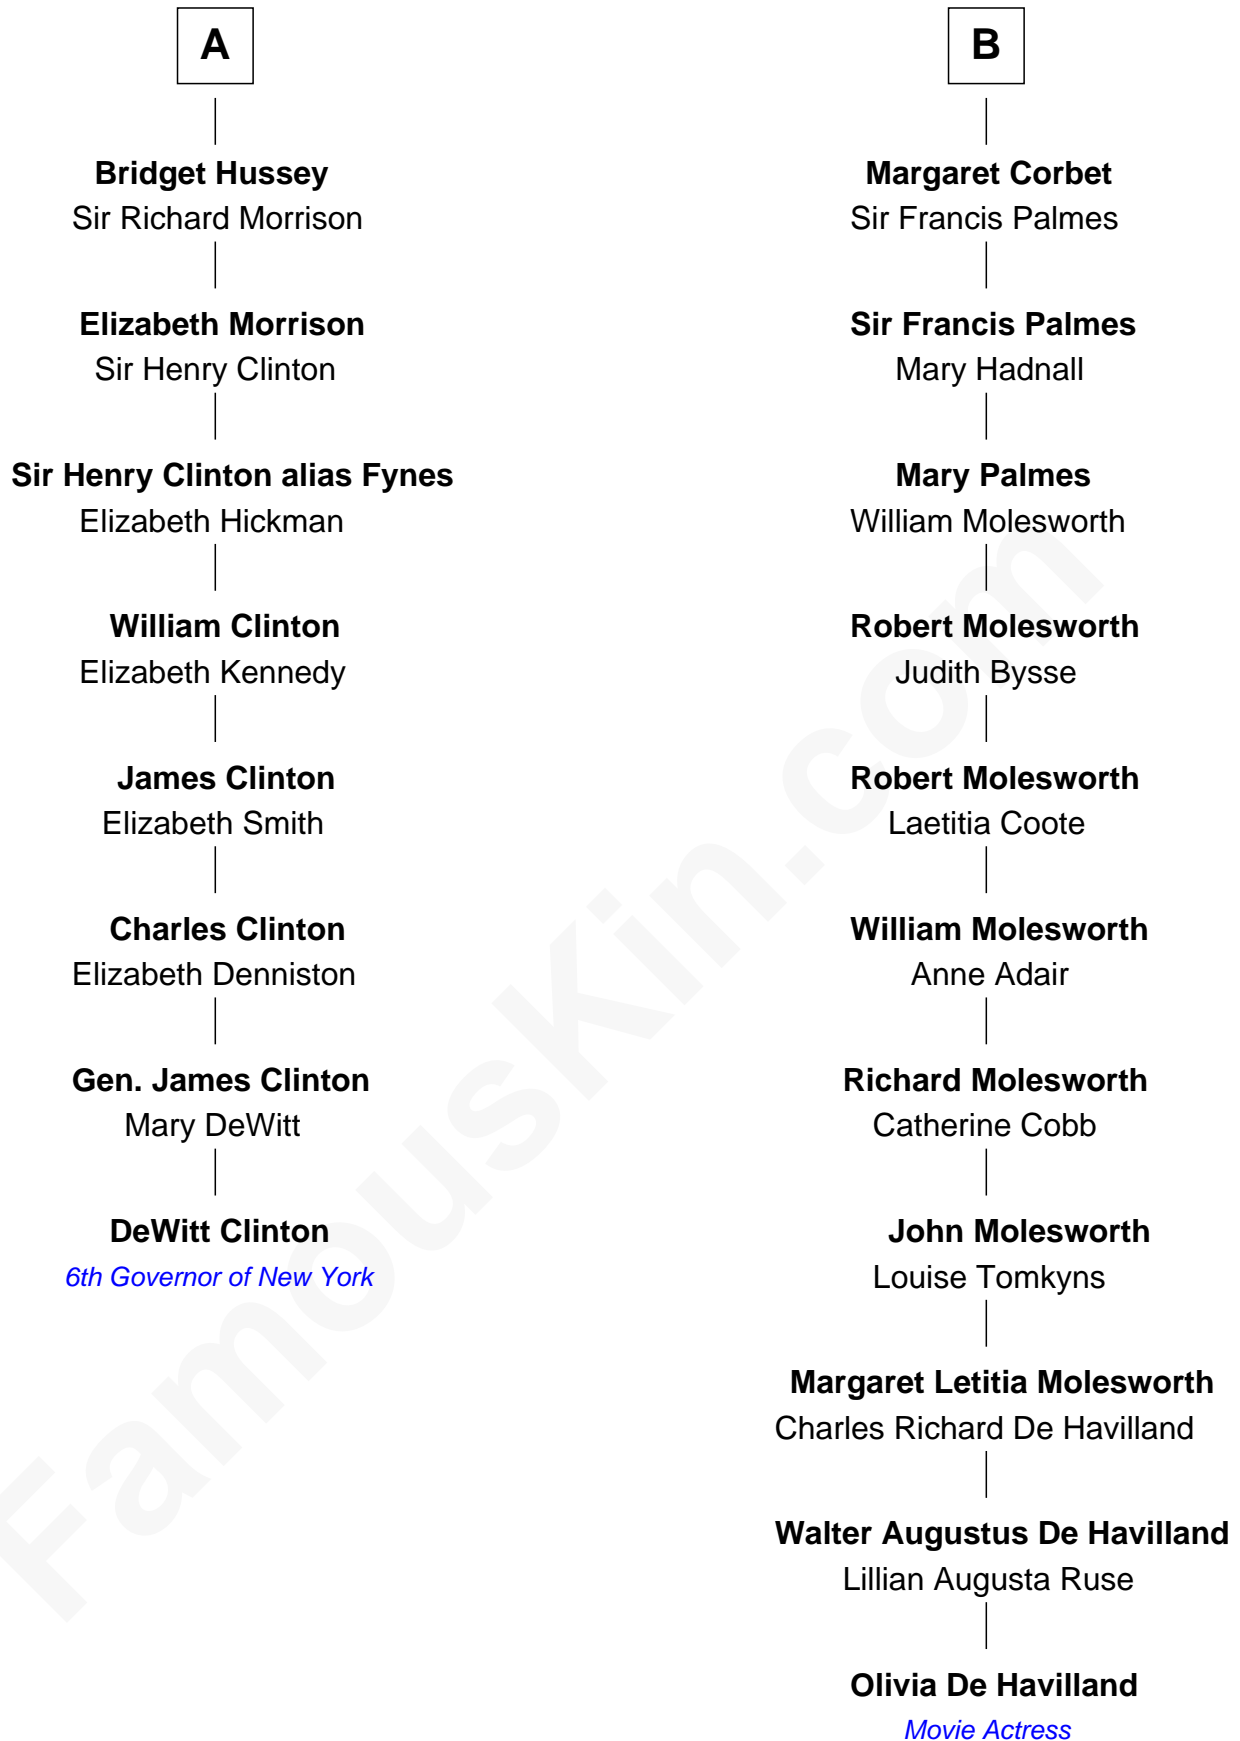 A
Bridget Hussey
Sir Richard Morrison
Elizabeth Morrison
Sir Henry Clinton
Sir Henry Clinton alias Fynes
Elizabeth Hickman
William Clinton
Elizabeth Kennedy
James Clinton
Elizabeth Smith
Charles Clinton
Elizabeth Denniston
Gen. James Clinton
Mary DeWitt
DeWitt Clinton
6th Governor of New York
B
Margaret Corbet
Sir Francis Palmes
Sir Francis Palmes
Mary Hadnall
Mary Palmes
William Molesworth
Robert Molesworth
Judith Bysse
Robert Molesworth
Laetitia Coote
William Molesworth
Anne Adair
Richard Molesworth
Catherine Cobb
John Molesworth
Louise Tomkyns
Margaret Letitia Molesworth
Charles Richard De Havilland
Walter Augustus De Havilland
Lillian Augusta Ruse
Olivia De Havilland
Movie Actress
FamousKin.com